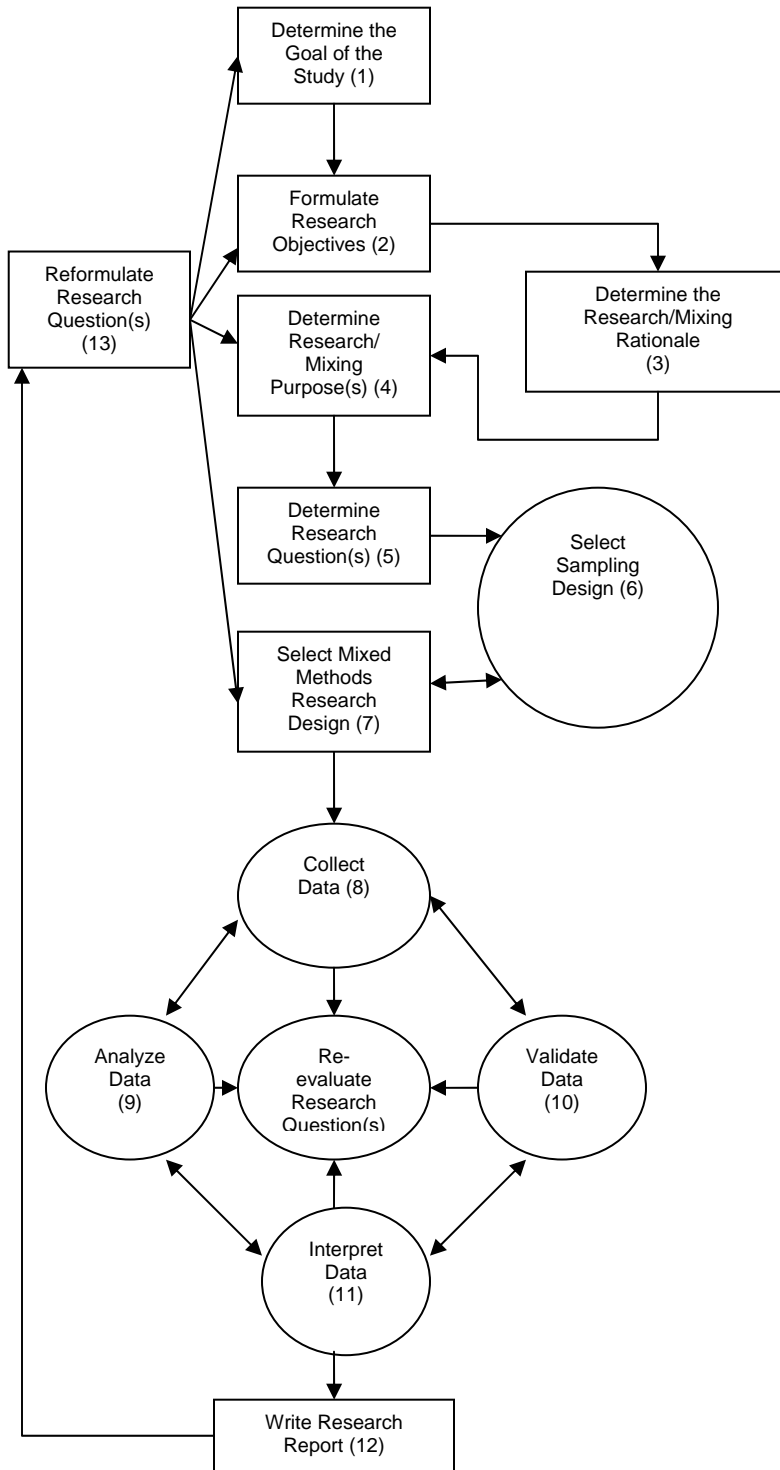 Determine the
Goal of the
Study (1)
Formulate
Research
Objectives (2)
Reformulate
Research
Question(s)
(13)
Determine the
Research/Mixing
Rationale
(3)
Determine
Research/
Mixing
Purpose(s) (4)
Determine
Research
Question(s) (5)
Select
Sampling
Design (6)
Select Mixed
Methods
Research
Design (7)
Collect
Data (8)
Analyze
Data
(9)
Re-
evaluate
Research
Question(s)
Validate
Data
(10)
Interpret
Data
(11)
Write Research
Report (12)